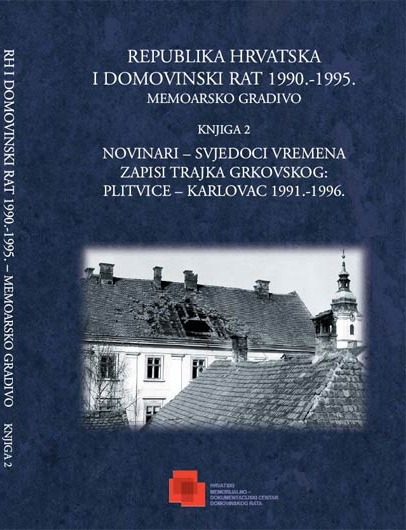 RH I DOMOVINSKI RAT 1990.-1995. – MEMOARSKO GRADIVO KNJIGA 2
REPUBLIKA HRVATSKA
I DOMOVINSKI RAT 1990.-1995.
MEMOARSKO GRADIVO
KNJIGA 2
NOVINARI – SVJEDOCI VREMENA
ZAPISI TRAJKA GRKOVSKOG:
PLITVICE – KARLOVAC 1991.-1996.
HRVATSKI
MEMORIJALNO –
DOKUMENTACIJSKI CENTAR
DOMOVINSKOG RATA